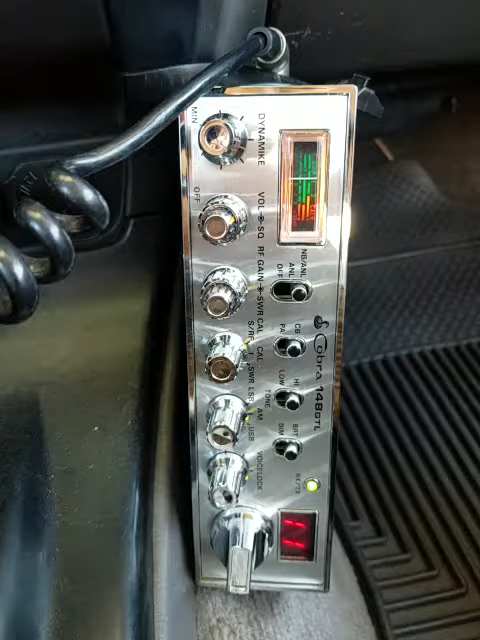 MIN
DYNAMIKE
OFF
VOL
SQ
RF GAIN
SWR CAL
S/RF
CAL
SWR
LSB
AM
USB
VOICELOCK
NB/ANL
ANL
OFF
CB
PA
HI
LOW
TONE
BRT
DIM
RX/TX
Cobra 148GTL
11